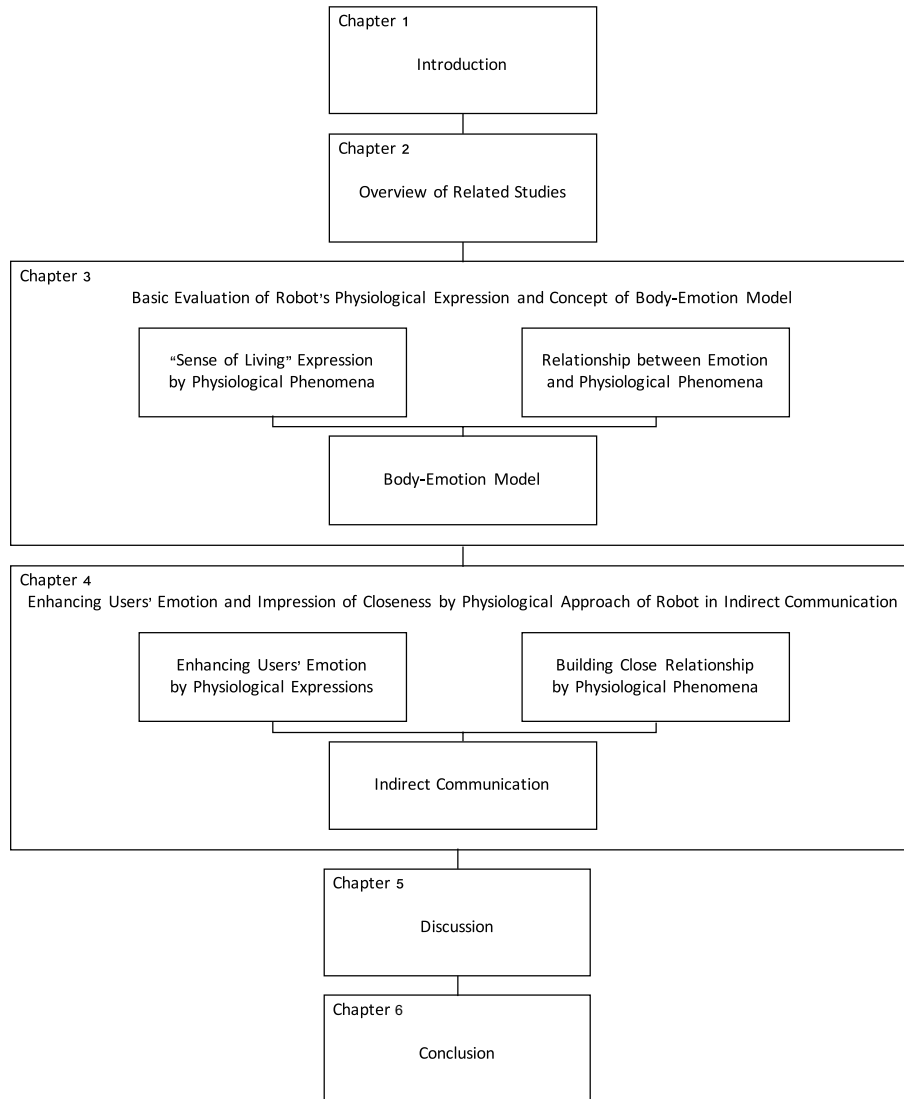 Chapter 1
Introduction
Chapter 2
Overview of Related Studies
Chapter 3
Basic Evaluation of Robot’s Physiological Expression and Concept of Body-Emotion Model
“Sense of Living” Expression
by Physiological Phenomena
Relationship between Emotion
and Physiological Phenomena
Body-Emotion Model
Chapter 4
Enhancing Users’ Emotion and Impression of Closeness by Physiological Approach of Robot in Indirect Communication
Enhancing Users’ Emotion
by Physiological Expressions
Building Close Relationship
by Physiological Phenomena
Indirect Communication
Chapter 5
Discussion
Chapter 6
Conclusion